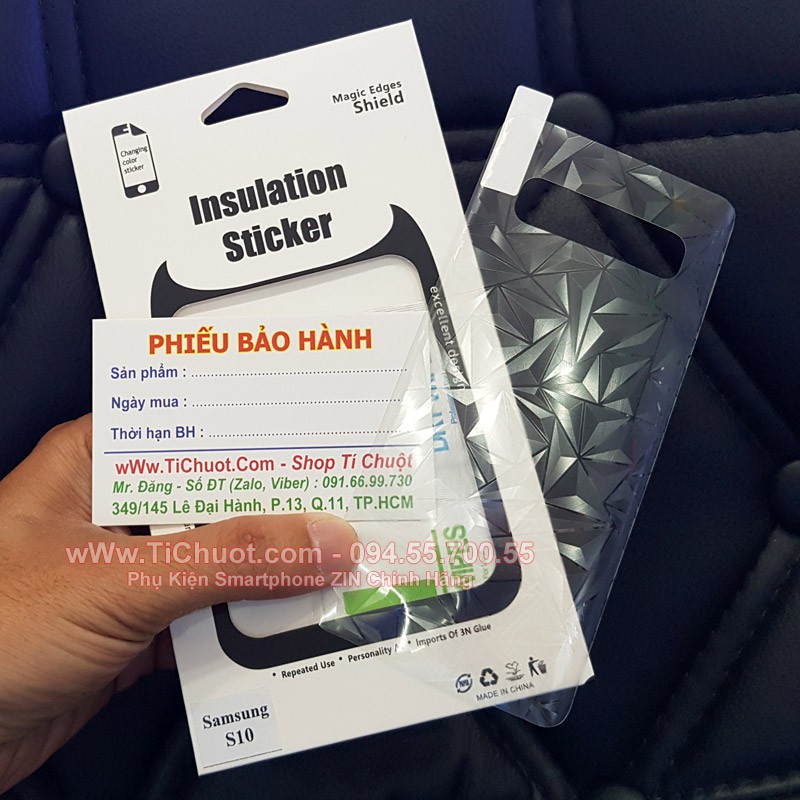 Magic Edges
Shield
Changing
color
sticker
Insulation
Sticker
excellent design
PHIẾU BẢO HÀNH
Sản phẩm : ..........................................
Ngày mua : ..........................................
Thời hạn BH : ......................................
wWw.TiChuot.Com - Shop Tí Chuột
Mr. Đăng - Số ĐT (Zalo, Viber) : 091.66.99.730
349/145 Lê Đại Hành, P.13, Q.11, TP.HCM
wWw.TiChuot.com - 094.55.700.55
Phụ Kiện Smartphone ZIN Chính Hãng
* Repeated Use * Personality * Imports Of 3N Glue
MADE IN CHINA
Samsung
S10